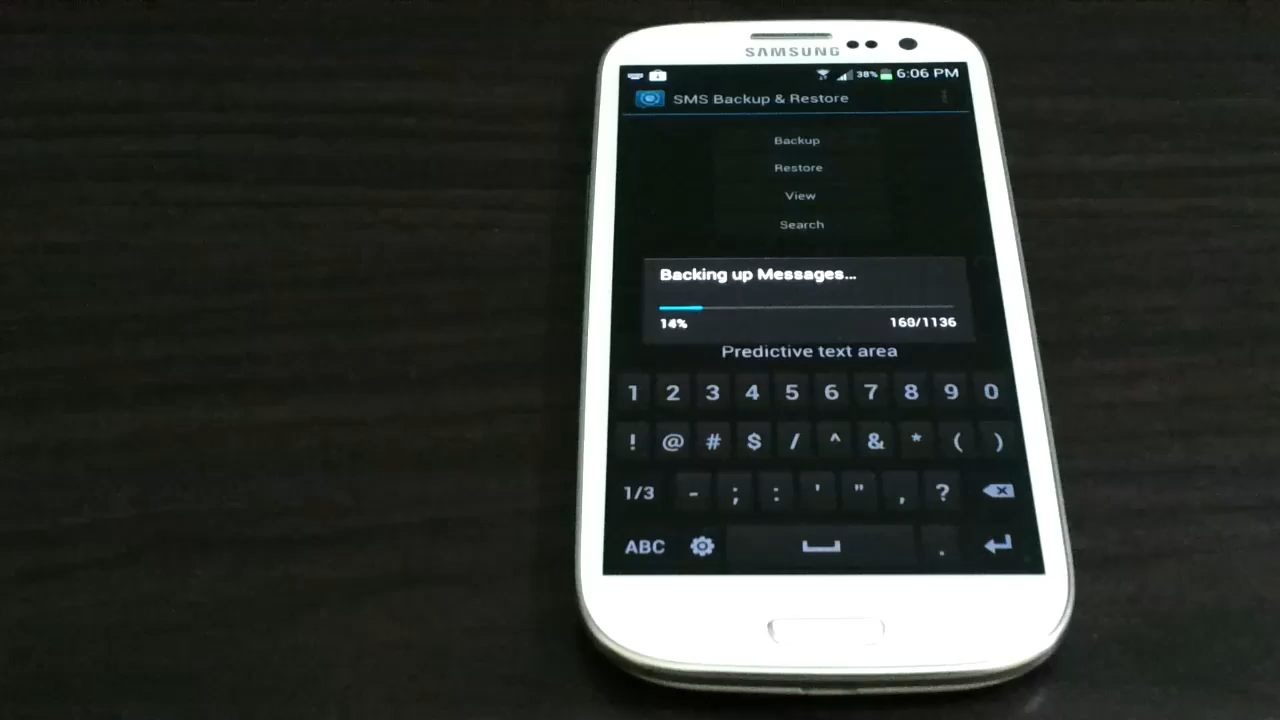 SAMSUNG
38% 6:06 PM
SMS Backup & Restore
Backup
Restore
View
Search
Backing up Messages...
14% 160/1136
Predictive text area
1 2 3 4 5 6 7 8 9 0
! @ # $ / ^ & * ( )
1/3 - ; : ' " , ?
ABC .